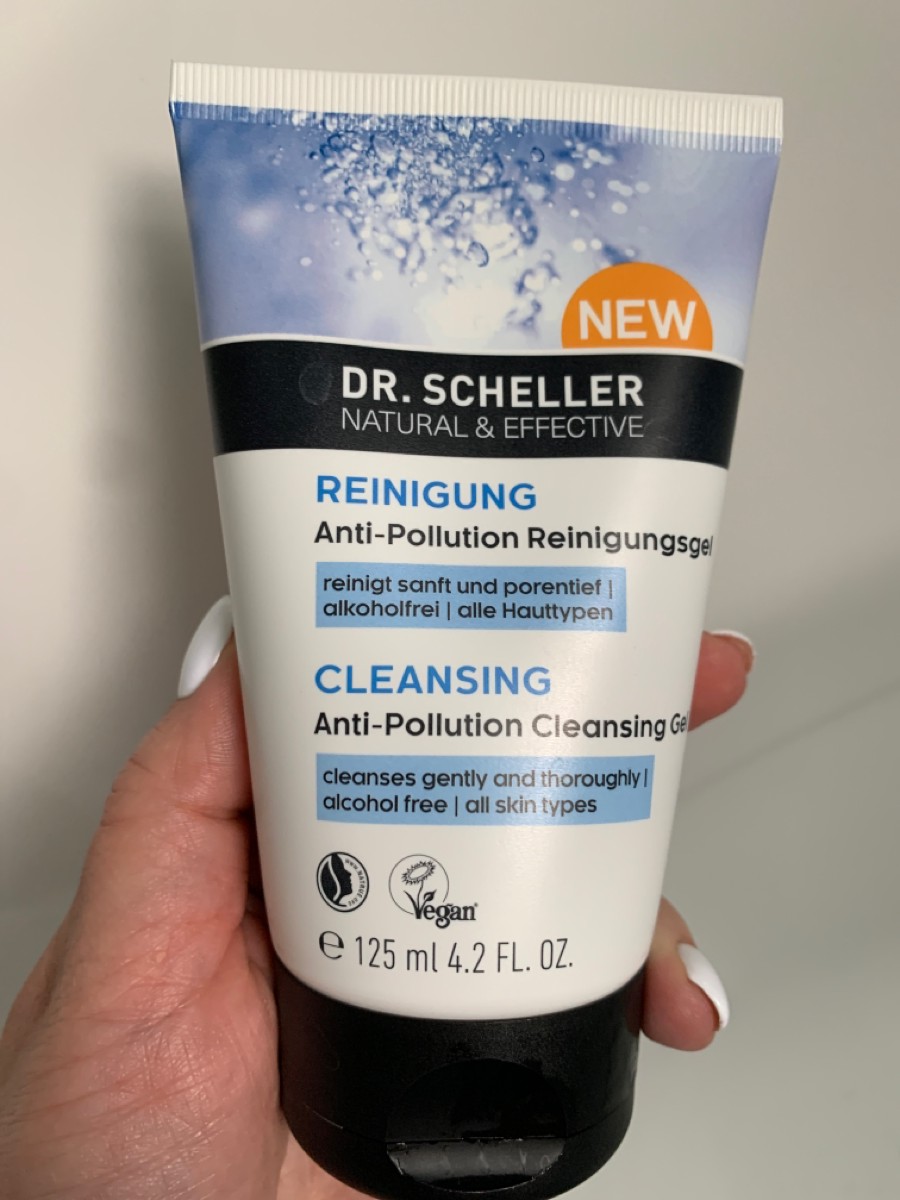 NEW
DR. SCHELLER
NATURAL & EFFECTIVE
REINIGUNG
Anti-Pollution Reinigungsgel
reinigt sanft und porentief |
alkoholfrei | alle Hauttypen
CLEANSING
Anti-Pollution Cleansing Gel
cleanses gently and thoroughly |
alcohol free | all skin types
Vegan
℮ 125 ml 4.2 FL. OZ.